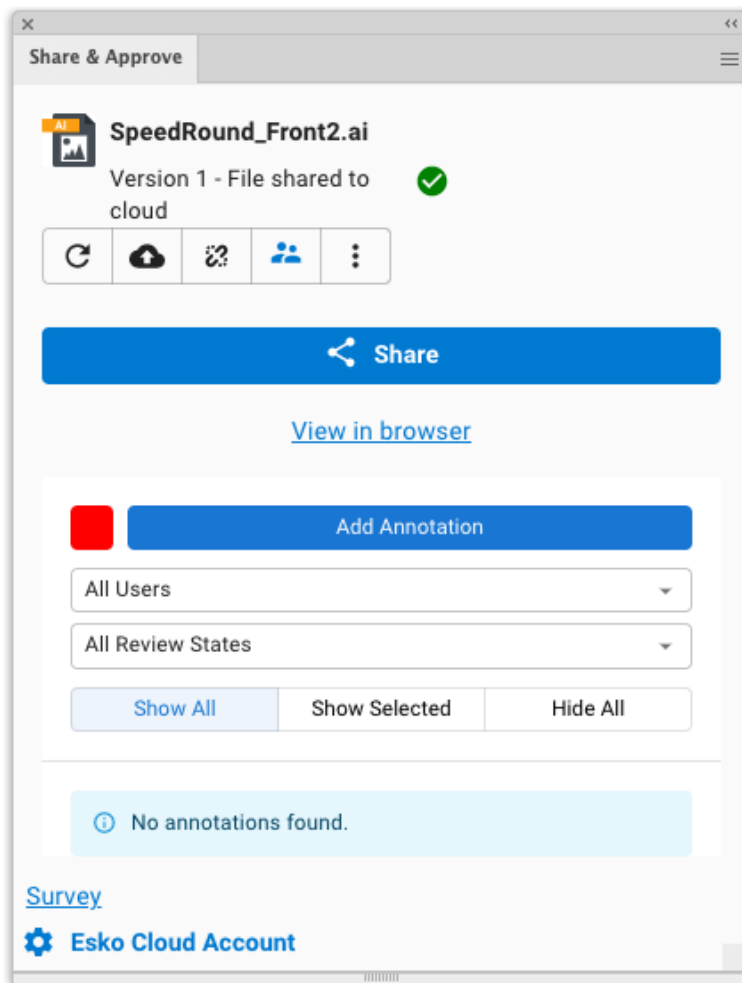 Share & Approve
AI
SpeedRound_Front2.ai
Version 1 - File shared to
cloud
Share
View in browser
Add Annotation
All Users
All Review States
Show All Show Selected Hide All
No annotations found.
Survey
Esko Cloud Account